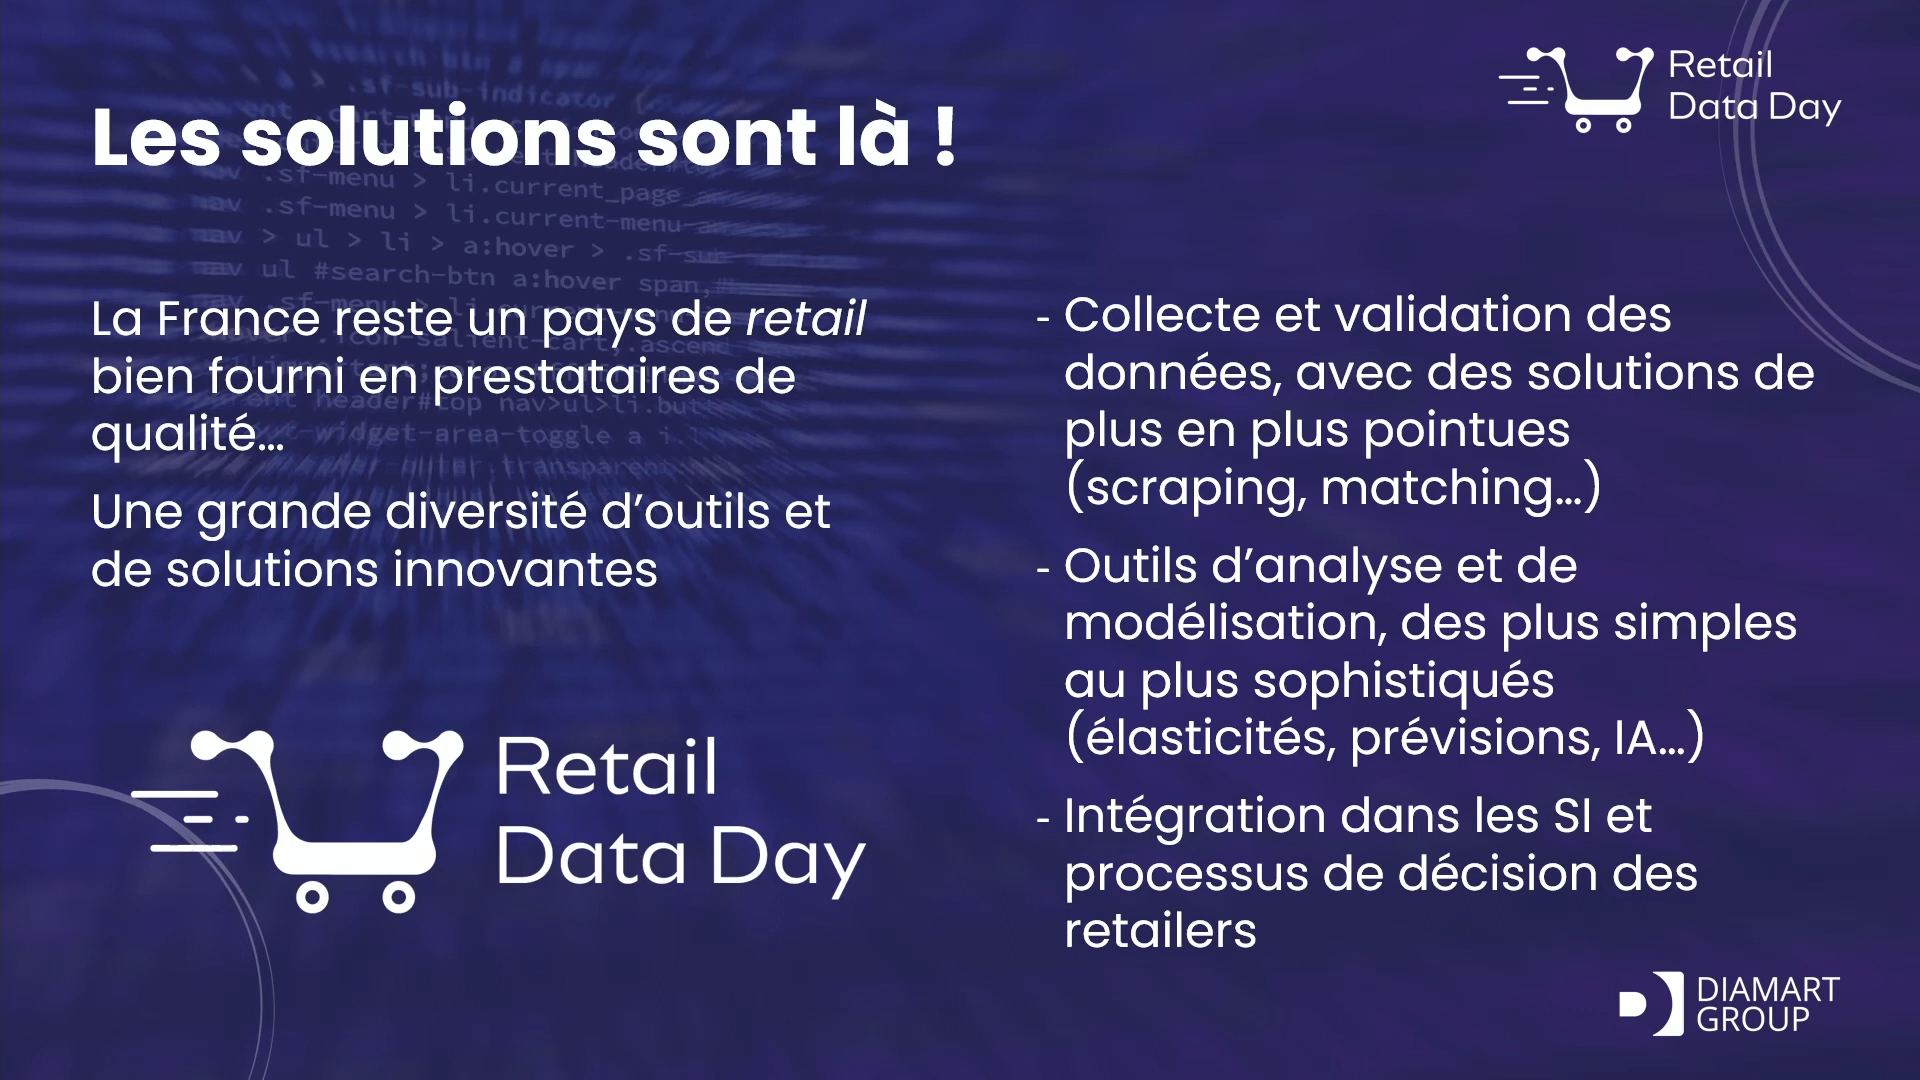 Retail
Data Day
Les solutions sont là !
La France reste un pays de retail
bien fourni en prestataires de
qualité…
Une grande diversité d’outils et
de solutions innovantes
Retail
Data Day
- Collecte et validation des
données, avec des solutions de
plus en plus pointues
(scraping, matching…)
- Outils d’analyse et de
modélisation, des plus simples
au plus sophistiqués
(élasticités, prévisions, IA…)
- Intégration dans les SI et
processus de décision des
retailers
DIAMART
GROUP